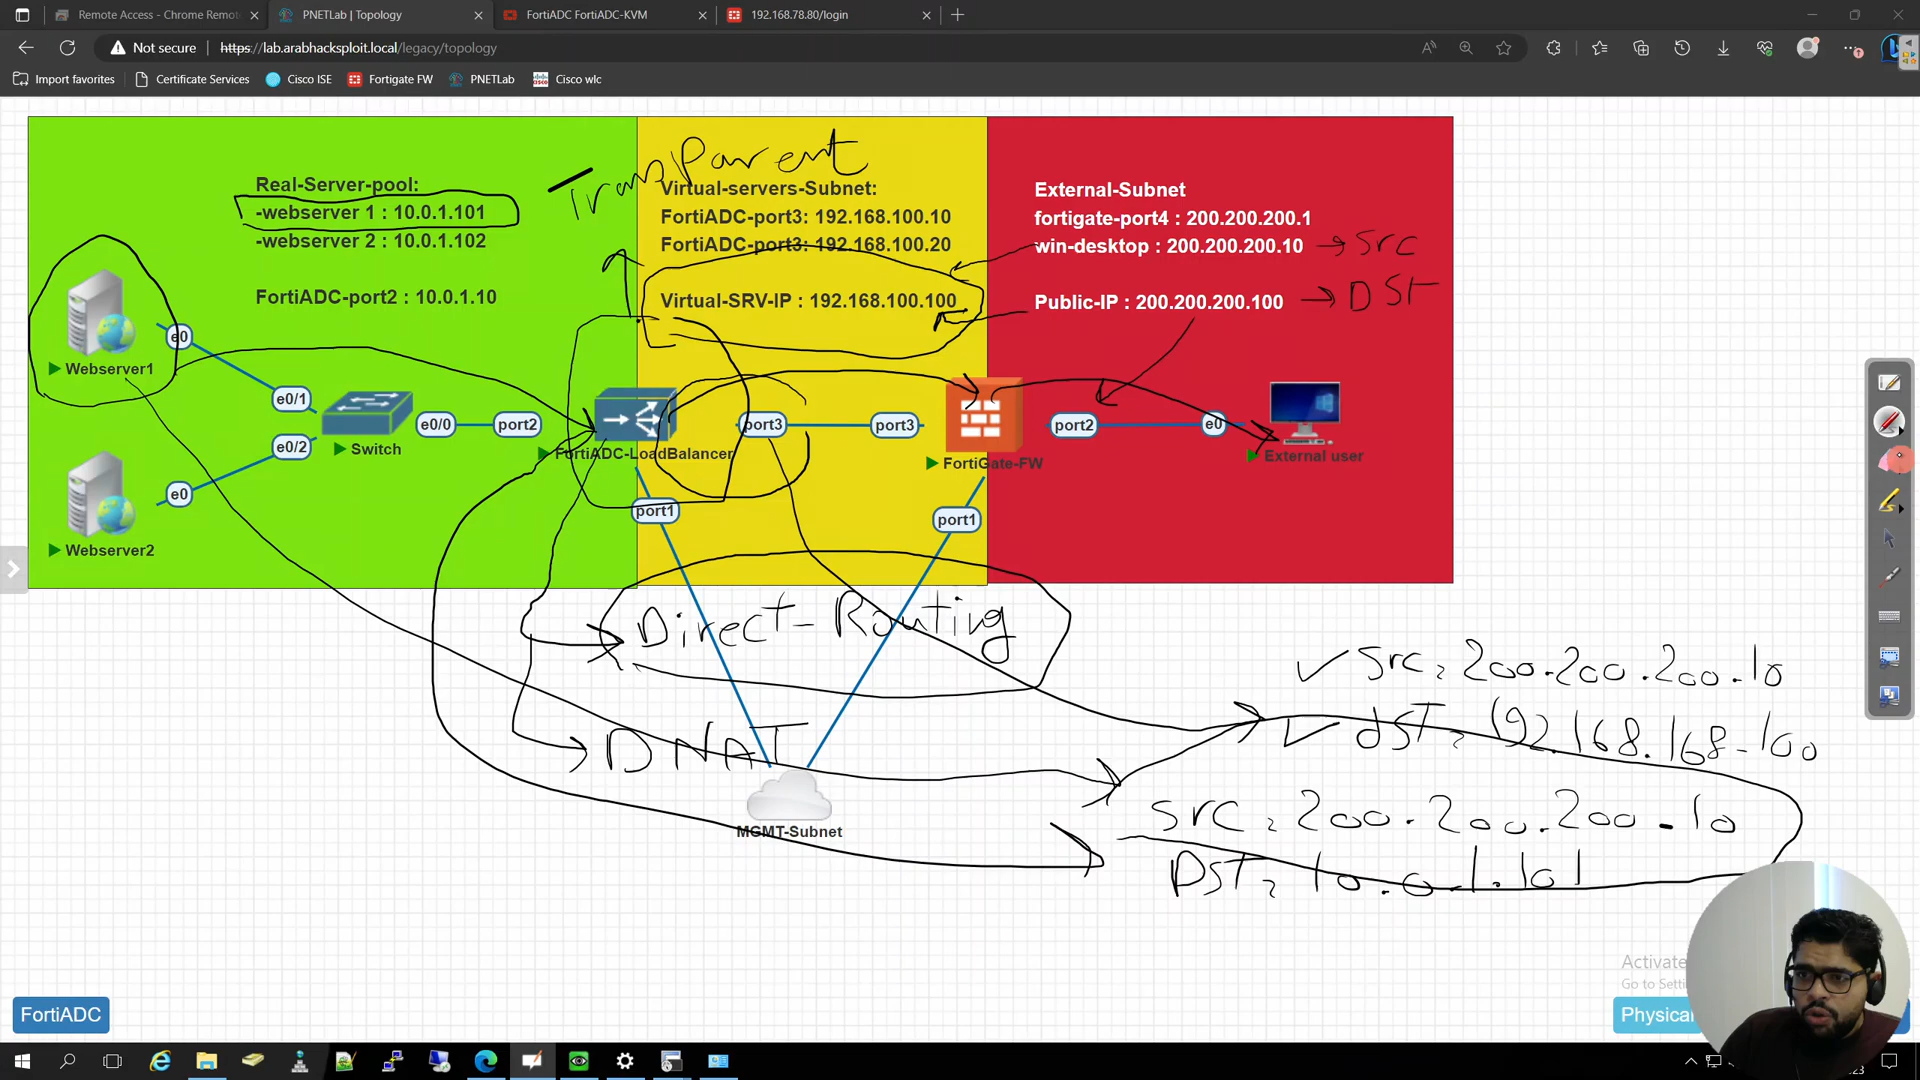 Remote Access - Chrome Remot
PNETLab | Topology
FortiADC FortiADC-KVM
192.168.78.80/login
Not secure
https://lab.arabhacksploit.local/legacy/topology
Import favorites
Certificate Services
Cisco ISE
Fortigate FW
PNETLab
Cisco wlc
TransParent
Real-Server-pool:
-webserver 1 : 10.0.1.101
-webserver 2 : 10.0.1.102
FortiADC-port2 : 10.0.1.10
Virtual-servers-Subnet:
FortiADC-port3: 192.168.100.10
FortiADC-port3: 192.168.100.20
Virtual-SRV-IP : 192.168.100.100
External-Subnet
fortigate-port4 : 200.200.200.1
win-desktop : 200.200.200.10
Src
Public-IP : 200.200.200.100
DST
e0
Webserver1
e0/1
e0/0
port2
port3
port3
port2
e0
e0/2
Switch
FortiADC-LoadBalancer
FortiGate-FW
External user
e0
port1
port1
Webserver2
Direct-Routing
Src: 200.200.200.10
DNAT
dST: 192.168.168.100
MGMT-Subnet
Src: 200.200.200.10
DST: 10.0.1.101
Activate
Go to Setti
FortiADC
Physical
23